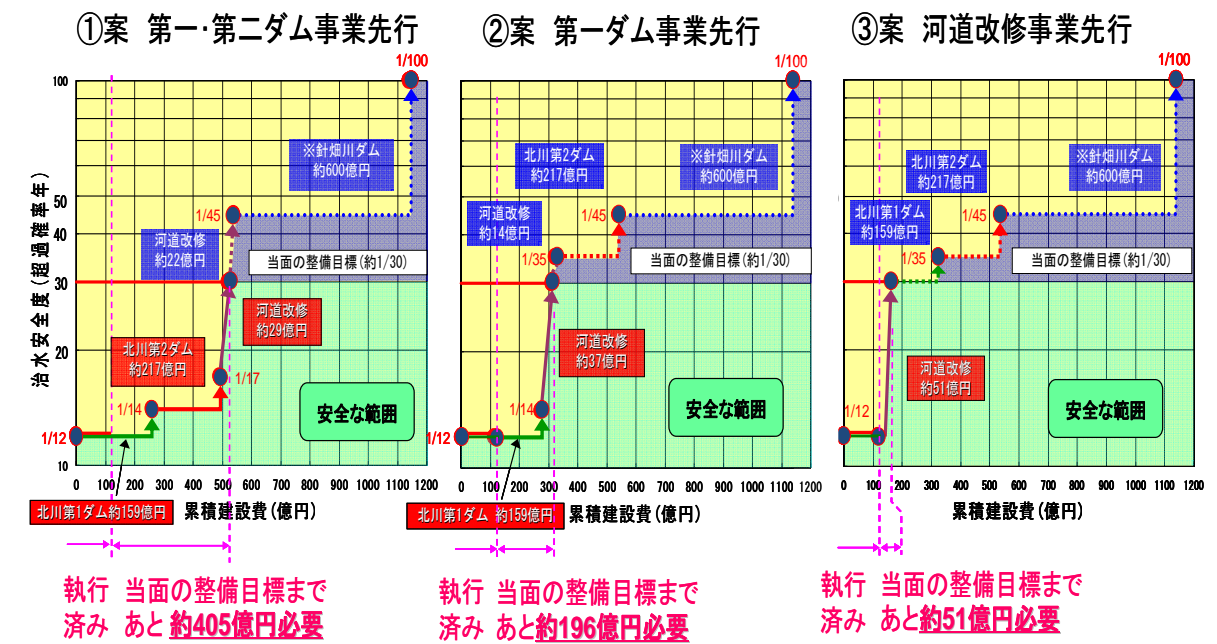 ①案 第一・第二ダム事業先行
1/100
治水安全度(超過確率年)
100
50
40
30
20
10
※針畑川ダム
約600億円
1/45
河道改修
約22億円
当面の整備目標(約1/30)
河道改修
約29億円
北川第2ダム
約217億円
1/17
1/14
1/12
安全な範囲
0 100 200 300 400 500 600 700 800 900 1000 1100 1200
北川第1ダム約159億円
累積建設費(億円)
執行 当面の整備目標まで
済み あと約405億円必要
②案 第一ダム事業先行
1/100
北川第2ダム
約217億円
※針畑川ダム
約600億円
河道改修
約14億円
1/45
1/35
当面の整備目標(約1/30)
河道改修
約37億円
1/14
1/12
安全な範囲
0 100 200 300 400 500 600 700 800 900 1000 1100 1200
北川第1ダム 約159億円
累積建設費(億円)
執行 当面の整備目標まで
済み あと約196億円必要
③案 河道改修事業先行
1/100
北川第2ダム
約217億円
※針畑川ダム
約600億円
北川第1ダム
約159億円
1/45
1/35
当面の整備目標(約1/30)
河道改修
約51億円
1/12
安全な範囲
0 100 200 300 400 500 600 700 800 900 1000 1100 1200
累積建設費(億円)
執行 当面の整備目標まで
済み あと約51億円必要